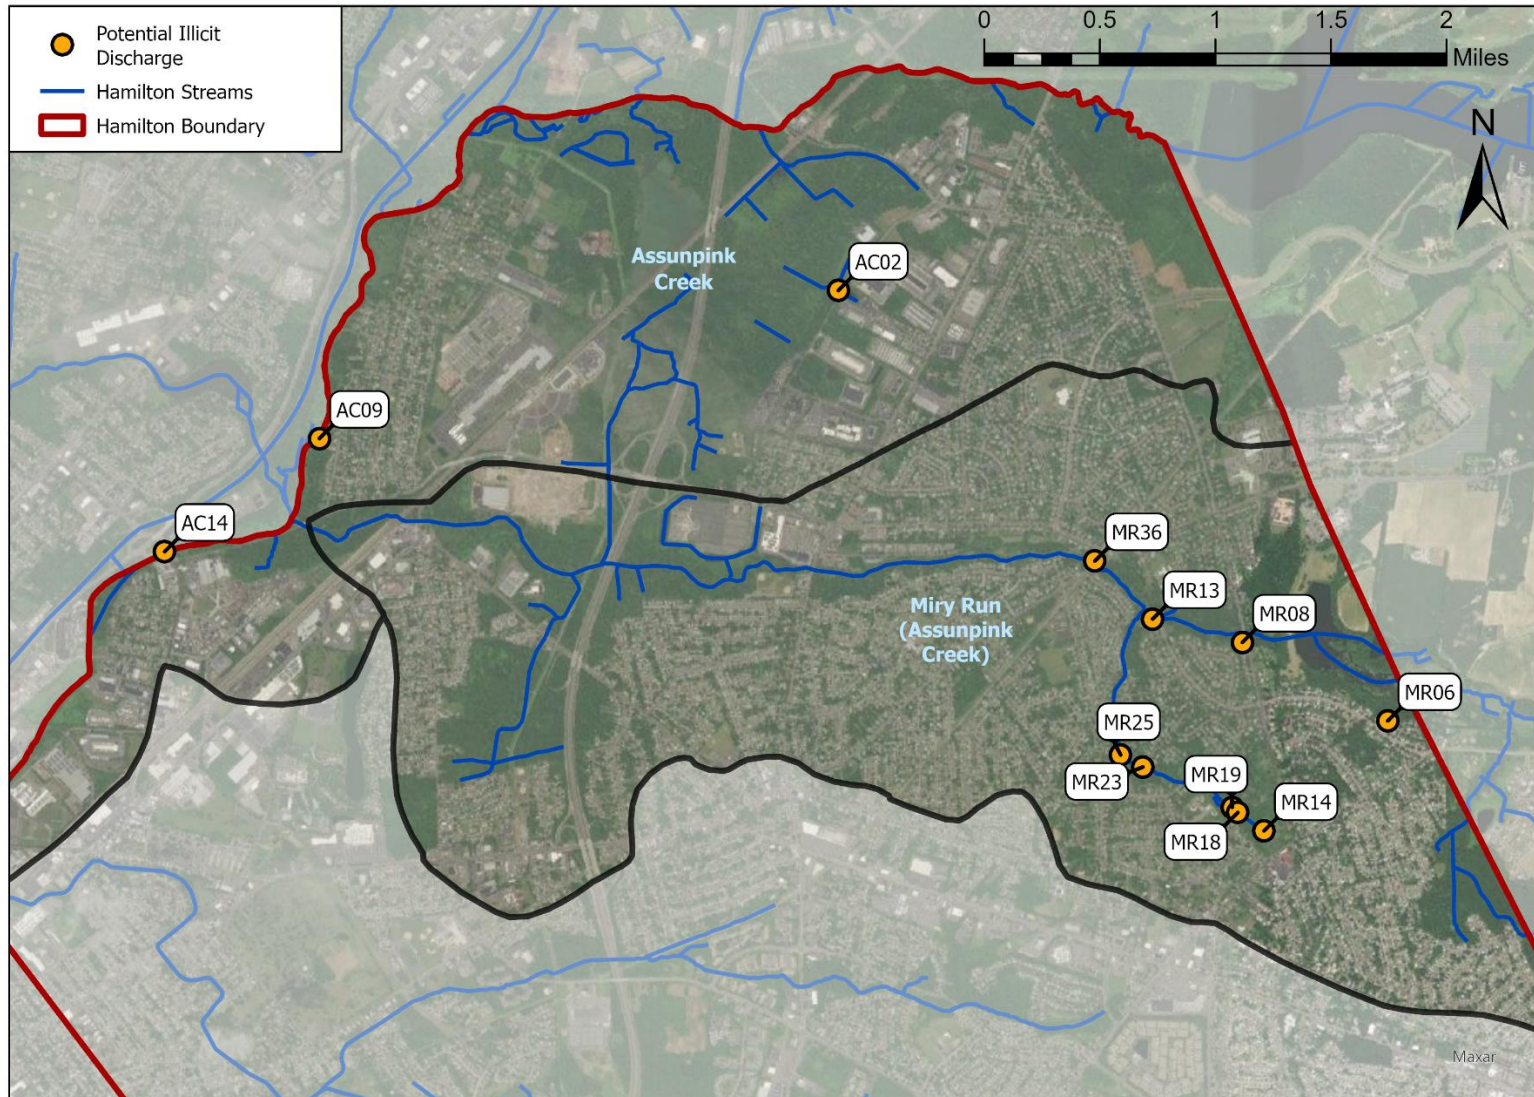 Potential Illicit
Discharge
Hamilton Streams
Hamilton Boundary
0 0.5 1 1.5 2
Miles
N
Assunpink
Creek
AC02
AC09
AC14
MR36
MR13
Miry Run
(Assunpink
Creek)
MR08
MR06
MR25
MR23
MR19
MR14
MR18
Maxar